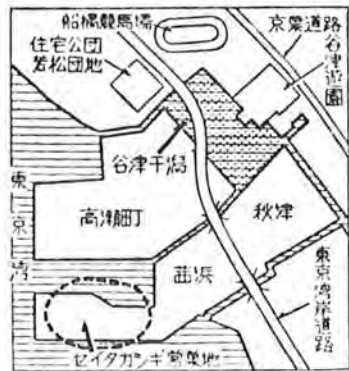 船橋競馬場
京葉道路
谷津遊園
住宅公団
若松団地
谷津干潟
東京湾
高瀬町
秋津
茜浜
東京湾岸道路
セイタカシギ営巣地